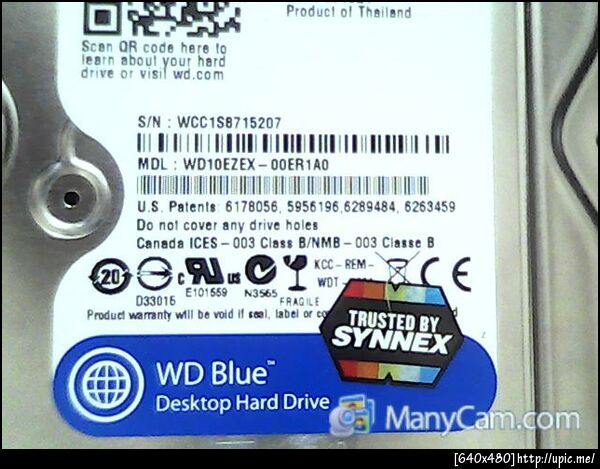 Product of Thailand
Scan QR code here to
learn about your hard
drive or visit wd.com
S/N : WCC1S8715207
MDL : WD10EZEX-00ER1A0
U.S. Patents: 6178056, 5956196,6289484, 6263459
Do not cover any drive holes
Canada ICES-003 Class B/NMB-003 Classe B
20
c UL us
KCC-REM-
WDT-
CE
D33015
E101559
N3565
FRAGILE
Product warranty will be void if seal, label or
TRUSTED BY
SYNNEX
WD Blue™
Desktop Hard Drive
ManyCam.com
[640x480]http://upic.me/